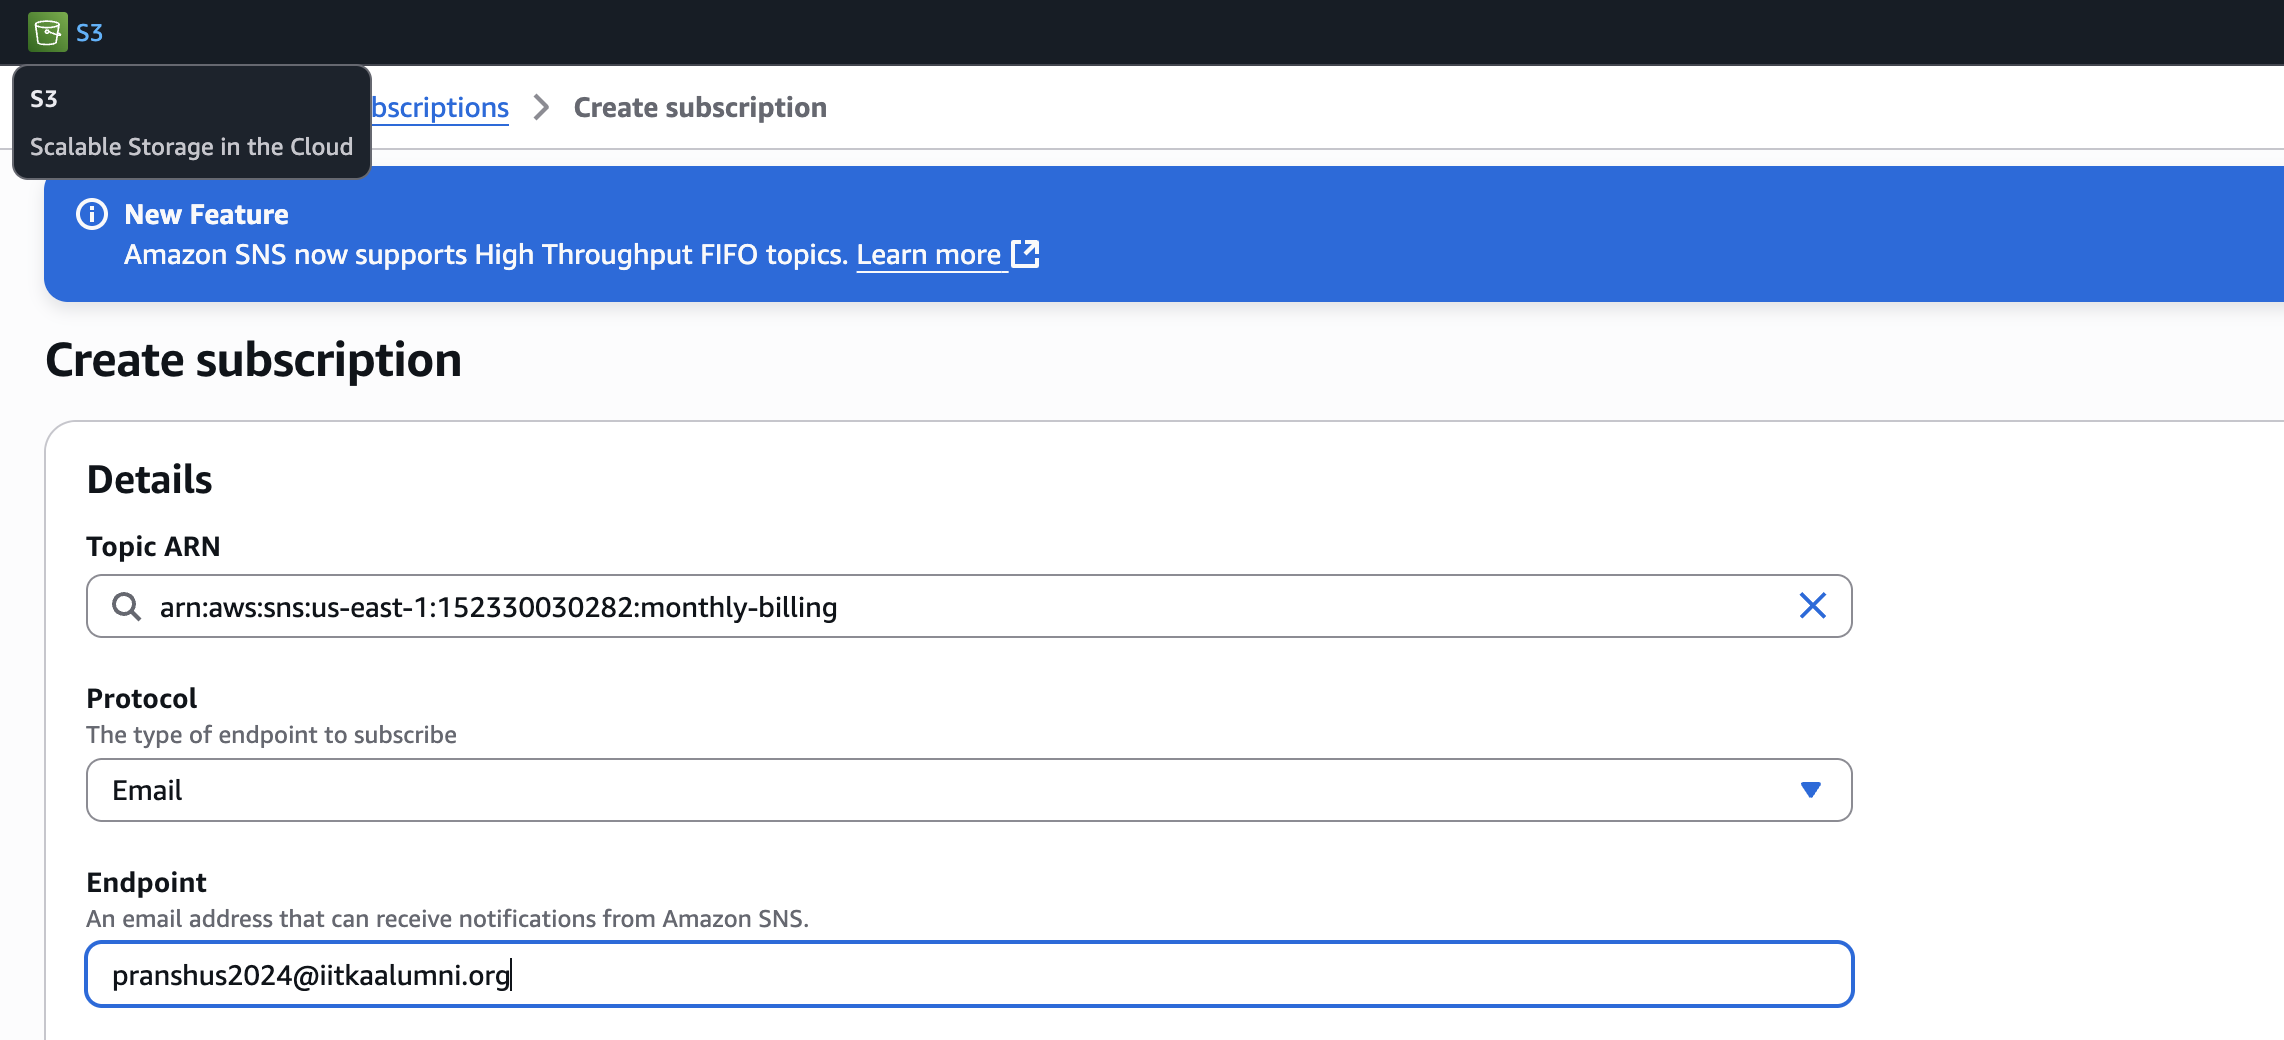 S3
S3
Scalable Storage in the Cloud
bscriptions > Create subscription
New Feature
Amazon SNS now supports High Throughput FIFO topics. Learn more
Create subscription
Details
Topic ARN
arn:aws:sns:us-east-1:152330030282:monthly-billing
Protocol
The type of endpoint to subscribe
Email
Endpoint
An email address that can receive notifications from Amazon SNS.
pranshus2024@iitkaalumni.org